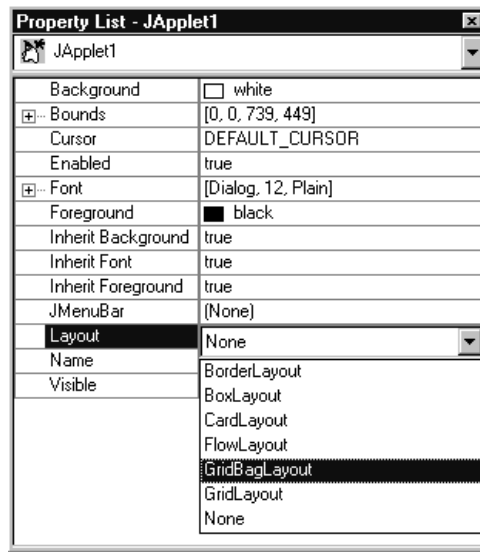 Property List - JApplet1
JApplet1
Background white
Bounds [0, 0, 739, 449]
Cursor DEFAULT_CURSOR
Enabled true
Font [Dialog, 12, Plain]
Foreground black
Inherit Background true
Inherit Font true
Inherit Foreground true
JMenuBar (None)
Layout None
Name
Visible
BorderLayout
BoxLayout
CardLayout
FlowLayout
GridBagLayout
GridLayout
None